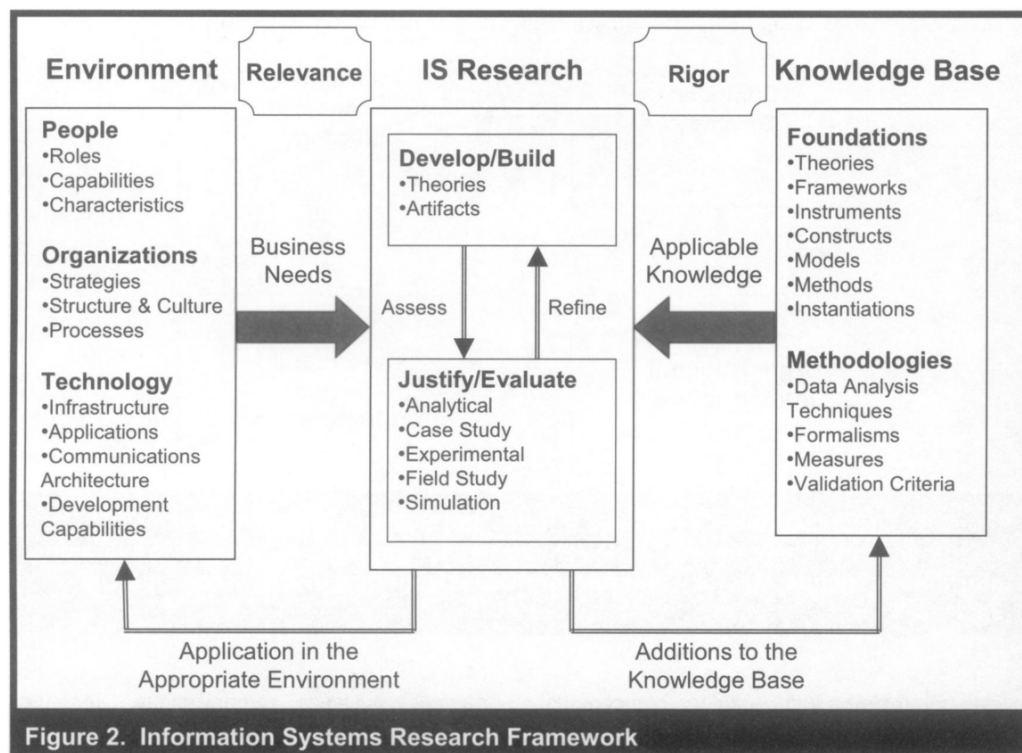 Environment
Relevance
IS Research
Rigor
Knowledge Base
People
•Roles
•Capabilities
•Characteristics
Organizations
•Strategies
•Structure & Culture
•Processes
Technology
•Infrastructure
•Applications
•Communications
Architecture
•Development
Capabilities
Business
Needs
Develop/Build
•Theories
•Artifacts
Assess
Refine
Justify/Evaluate
•Analytical
•Case Study
•Experimental
•Field Study
•Simulation
Applicable
Knowledge
Foundations
•Theories
•Frameworks
•Instruments
•Constructs
•Models
•Methods
•Instantiations
Methodologies
•Data Analysis
Techniques
•Formalisms
•Measures
•Validation Criteria
Application in the
Appropriate Environment
Additions to the
Knowledge Base
Figure 2. Information Systems Research Framework